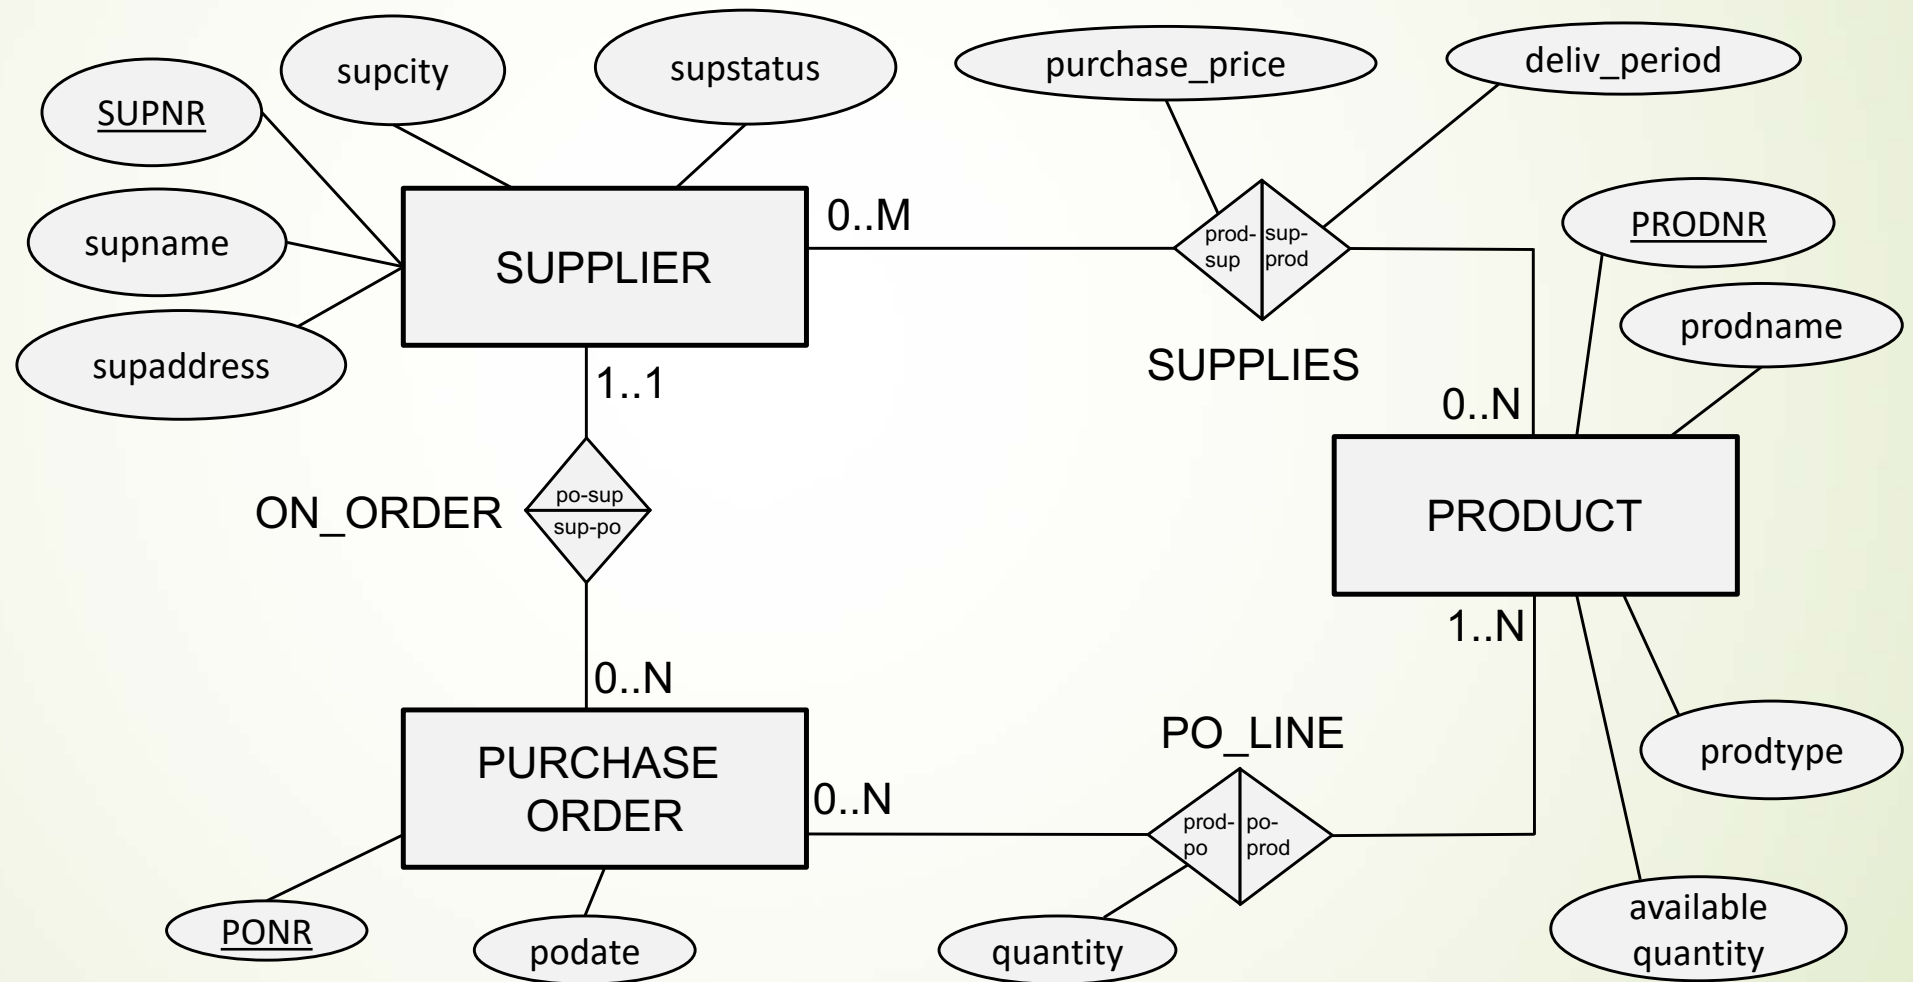 supcity
supstatus
purchase_price
deliv_period
SUPNR
PRODNR
supname
SUPPLIER
0..M
prod-
sup
sup-
prod
prodname
supaddress
SUPPLIES
1..1
0..N
ON_ORDER
po-sup
sup-po
PRODUCT
1..N
0..N
PURCHASE
ORDER
PO_LINE
prodtype
0..N
prod-
po
po-
prod
PONR
podate
quantity
available
quantity